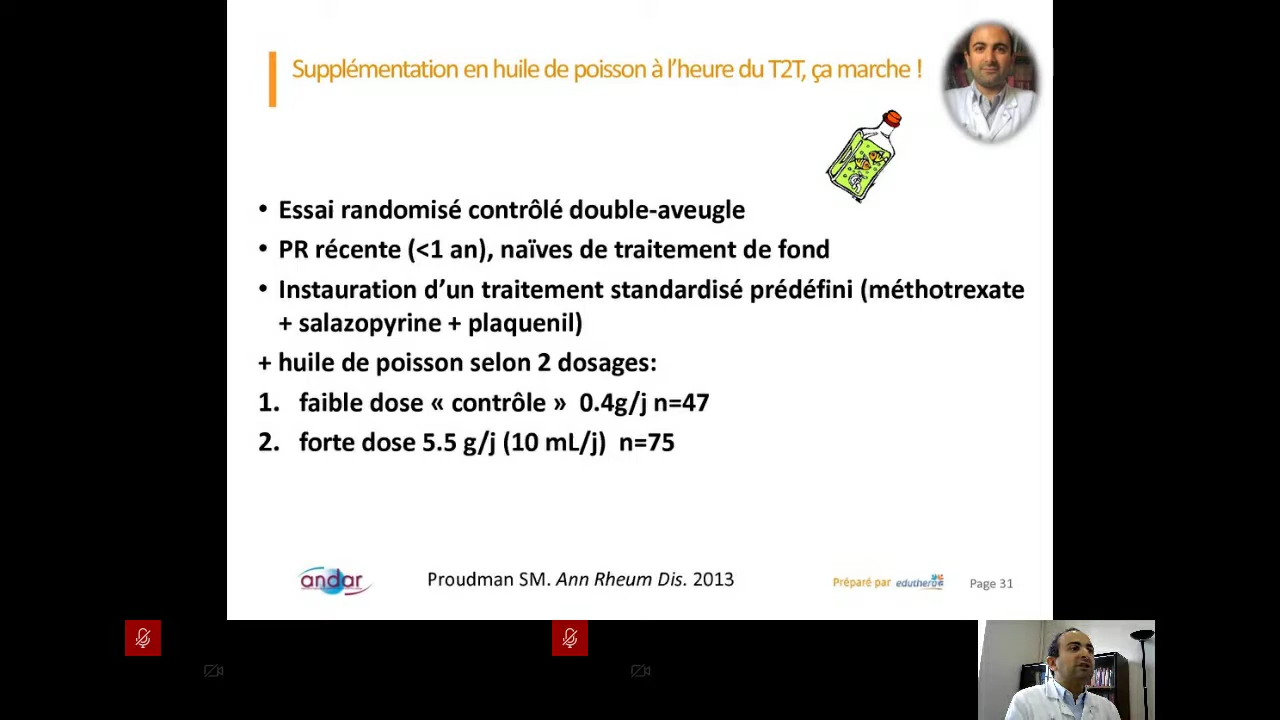 Supplémentation en huile de poisson à l'heure du T2T, ça marche !
• Essai randomisé contrôlé double-aveugle
• PR récente (<1 an), naïves de traitement de fond
• Instauration d'un traitement standardisé prédéfini (méthotrexate
+ salazopyrine + plaquenil)
+ huile de poisson selon 2 dosages:
1. faible dose « contrôle » 0.4g/j n=47
2. forte dose 5.5 g/j (10 mL/j) n=75
andar
Proudman SM. Ann Rheum Dis. 2013
Préparé par eduthera
Page 31